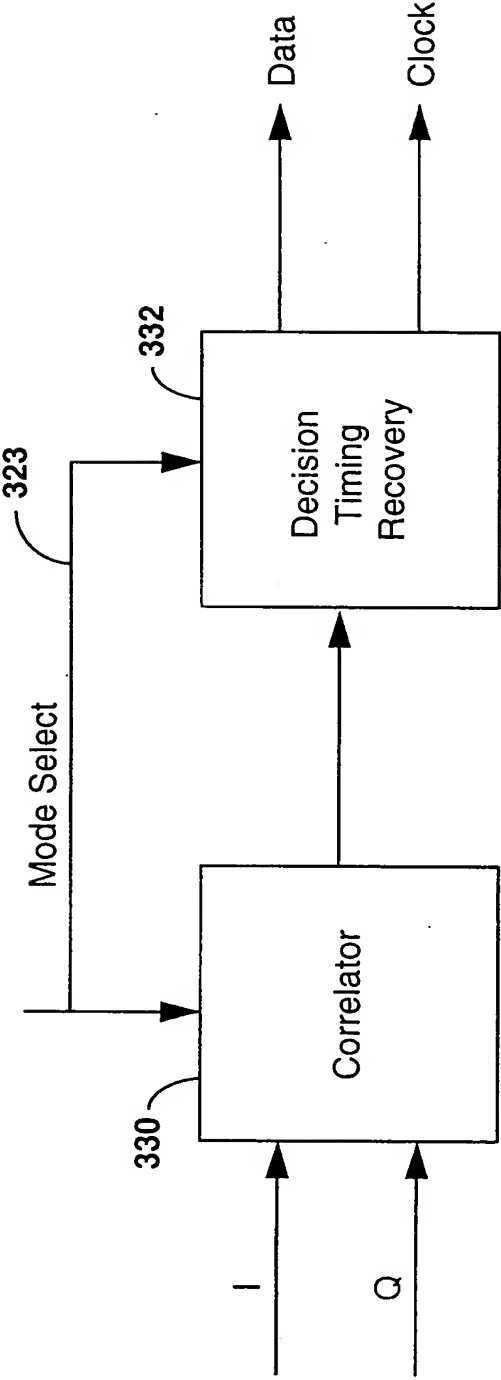 Mode Select
323
I
Q
330
Correlator
332
Decision
Timing
Recovery
Data
Clock